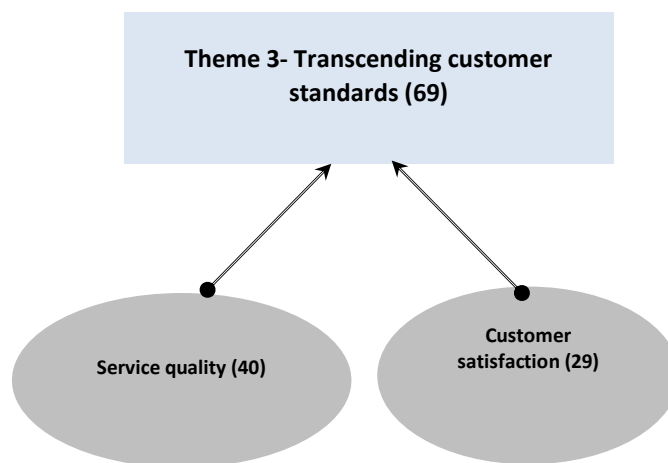 Theme 3- Transcending customer
standards (69)
Service quality (40)
Customer
satisfaction (29)